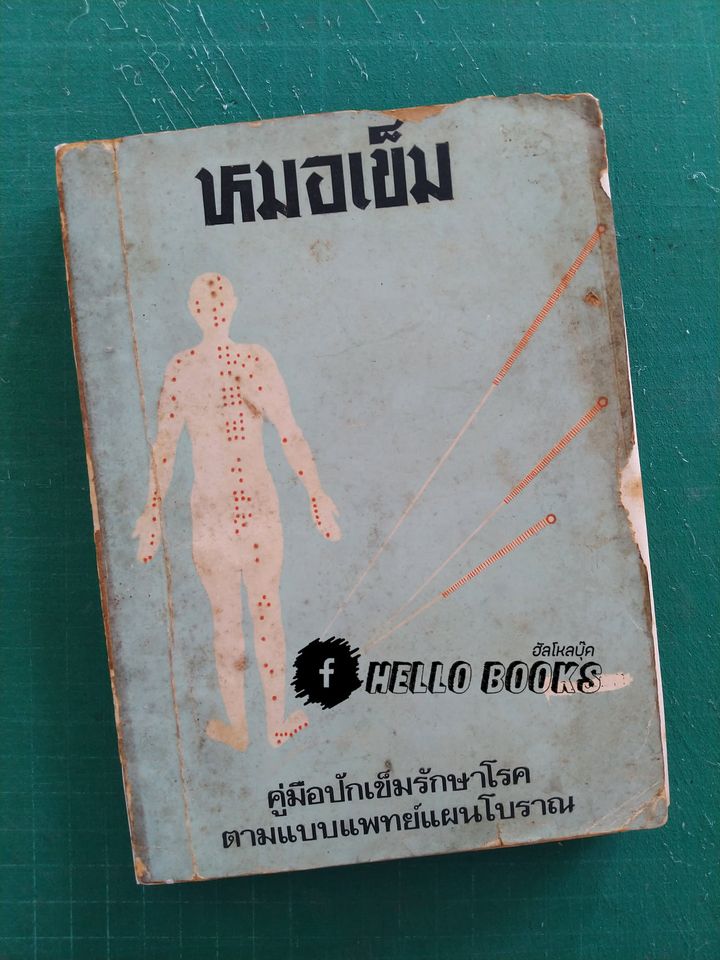 หมอเข็ม
ฮัลโหลบุ๊ค
f HELLO BOOKS
คู่มือปักเข็มรักษาโรค
ตามแบบแพทย์แผนโบราณ